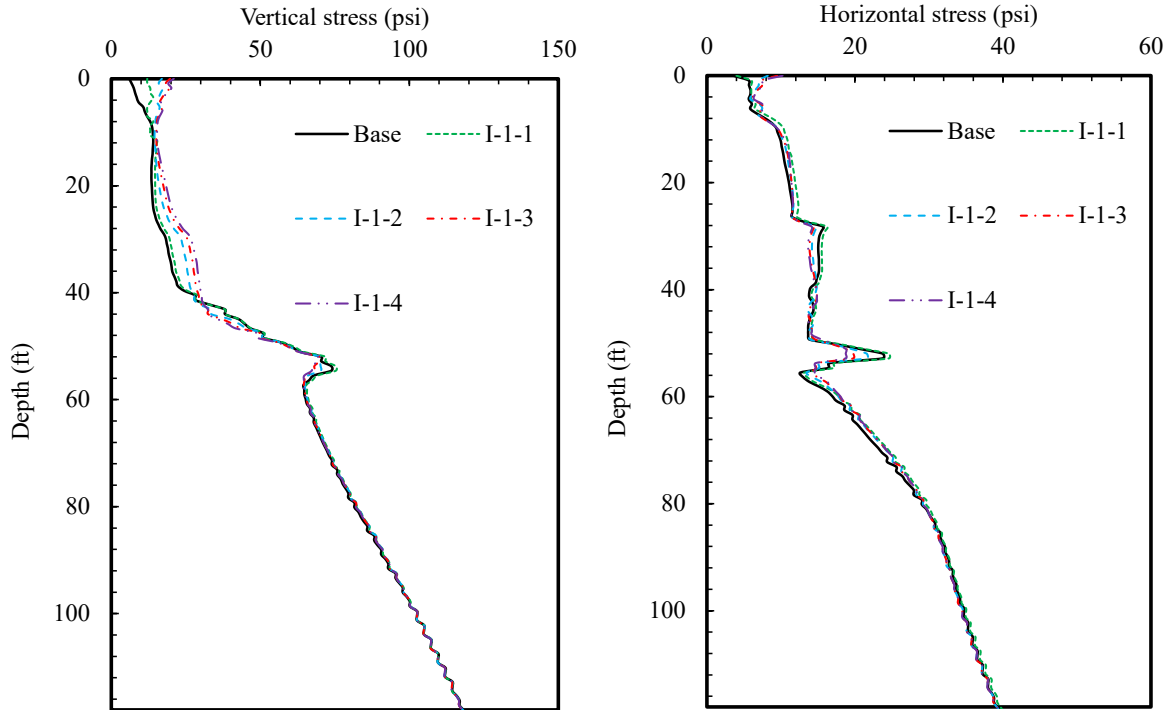 Vertical stress (psi)
0 50 100 150
0
20
40
60
80
100
Depth (ft)
Base I-1-1
I-1-2 I-1-3
I-1-4
Horizontal stress (psi)
0 20 40 60
0
20
40
60
80
100
Depth (ft)
Base I-1-1
I-1-2 I-1-3
I-1-4